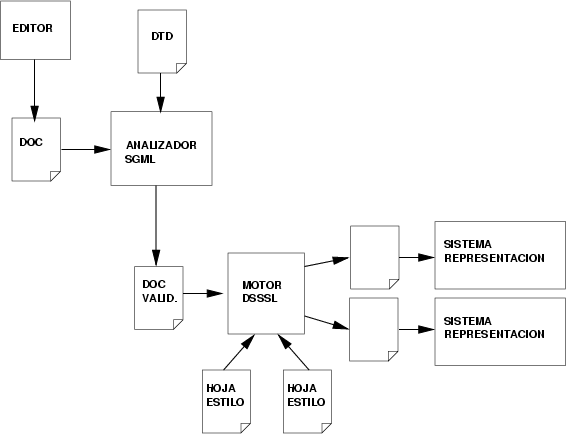 EDITOR
DTD
DOC
ANALIZADOR
SGML
DOC
VALID.
MOTOR
DSSSL
SISTEMA
REPRESENTACION
SISTEMA
REPRESENTACION
HOJA
ESTILO
HOJA
ESTILO